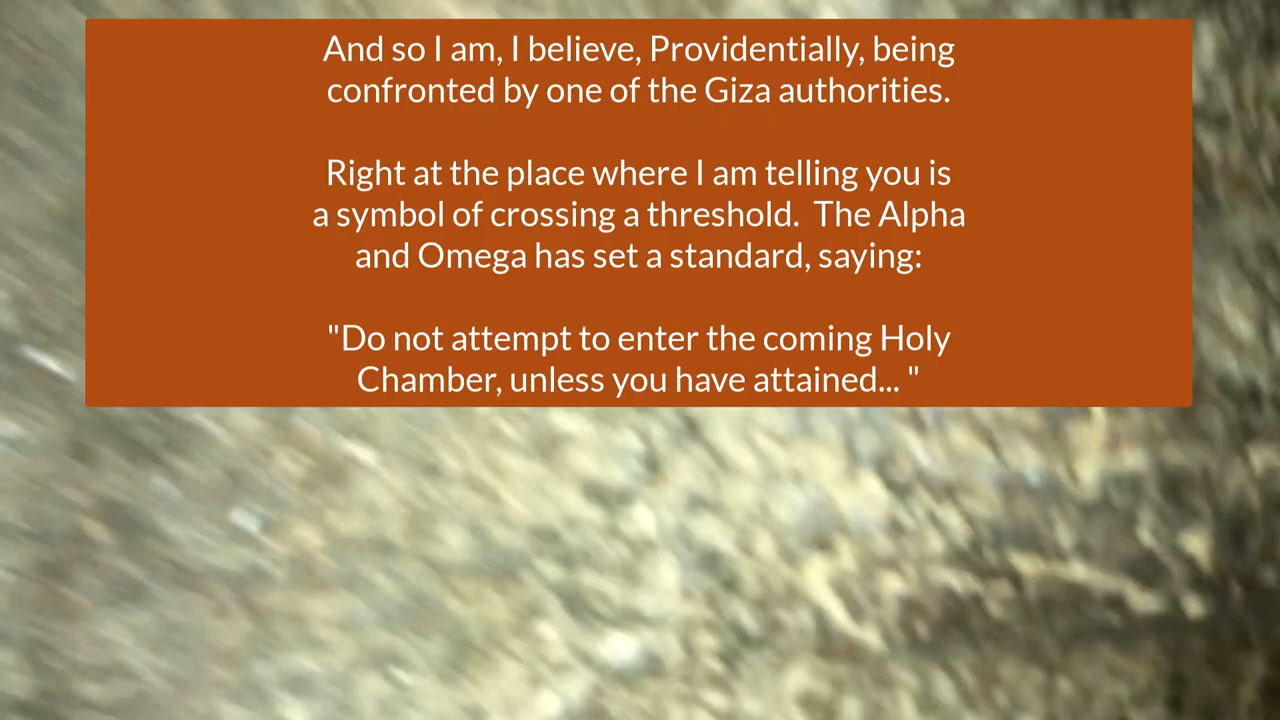 And so I am, I believe, Providentially, being
confronted by one of the Giza authorities.
Right at the place where I am telling you is
a symbol of crossing a threshold.  The Alpha
and Omega has set a standard, saying:
"Do not attempt to enter the coming Holy
Chamber, unless you have attained... "